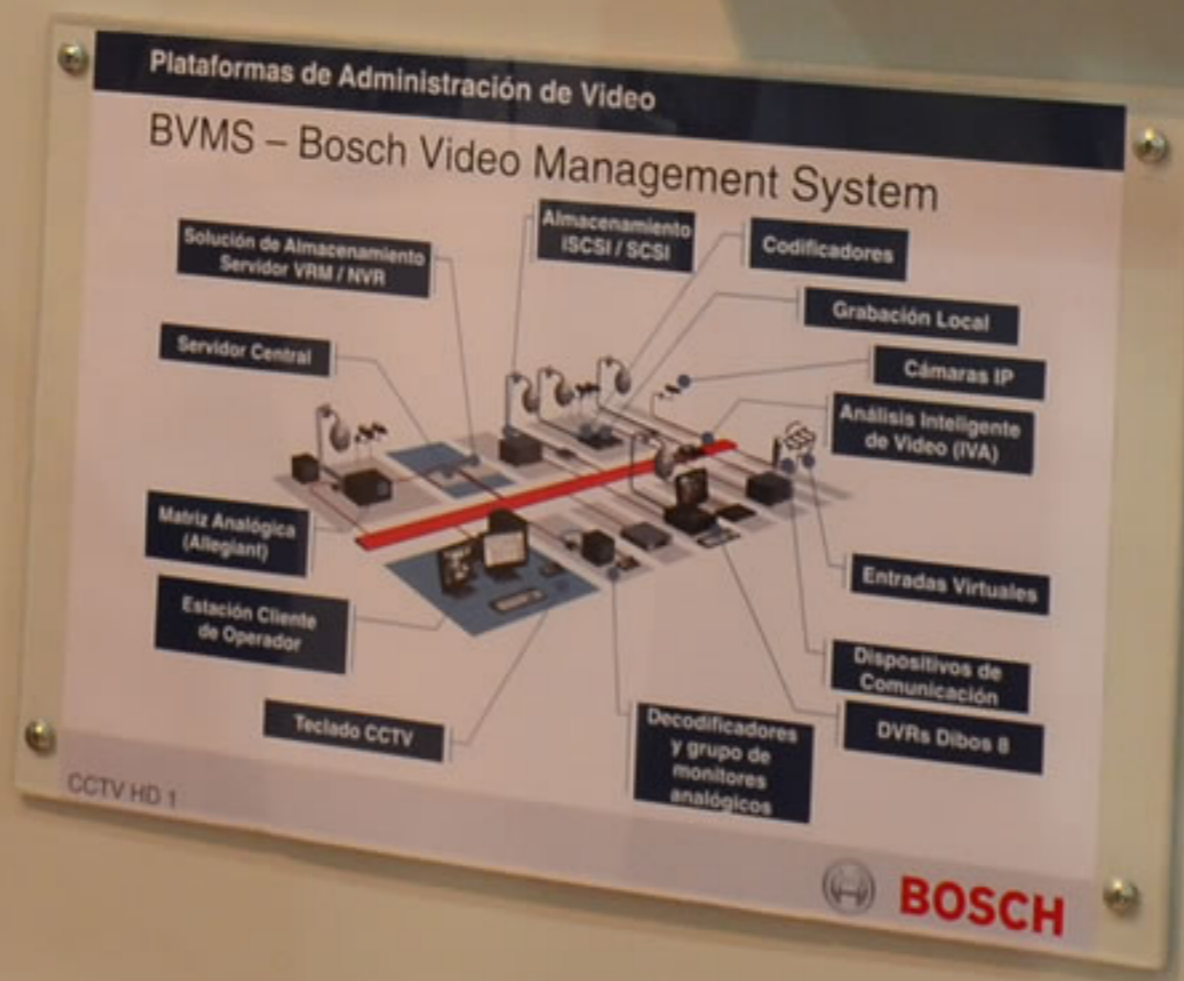 Plataformas de Administración de Video
BVMS – Bosch Video Management System
Almacenamiento
iSCSI / SCSI
Codificadores
Solución de Almacenamiento
Servidor VRM / NVR
Grabación Local
Servidor Central
Cámaras IP
Análisis Inteligente
de Video (IVA)
Matriz Analógica
(Allegiant)
Entradas Virtuales
Estación Cliente
de Operador
Dispositivos de
Comunicación
Teclado CCTV
Decodificadores
y grupo de
monitores
analógicos
DVRs Dibos 8
CCTV HD 1
BOSCH